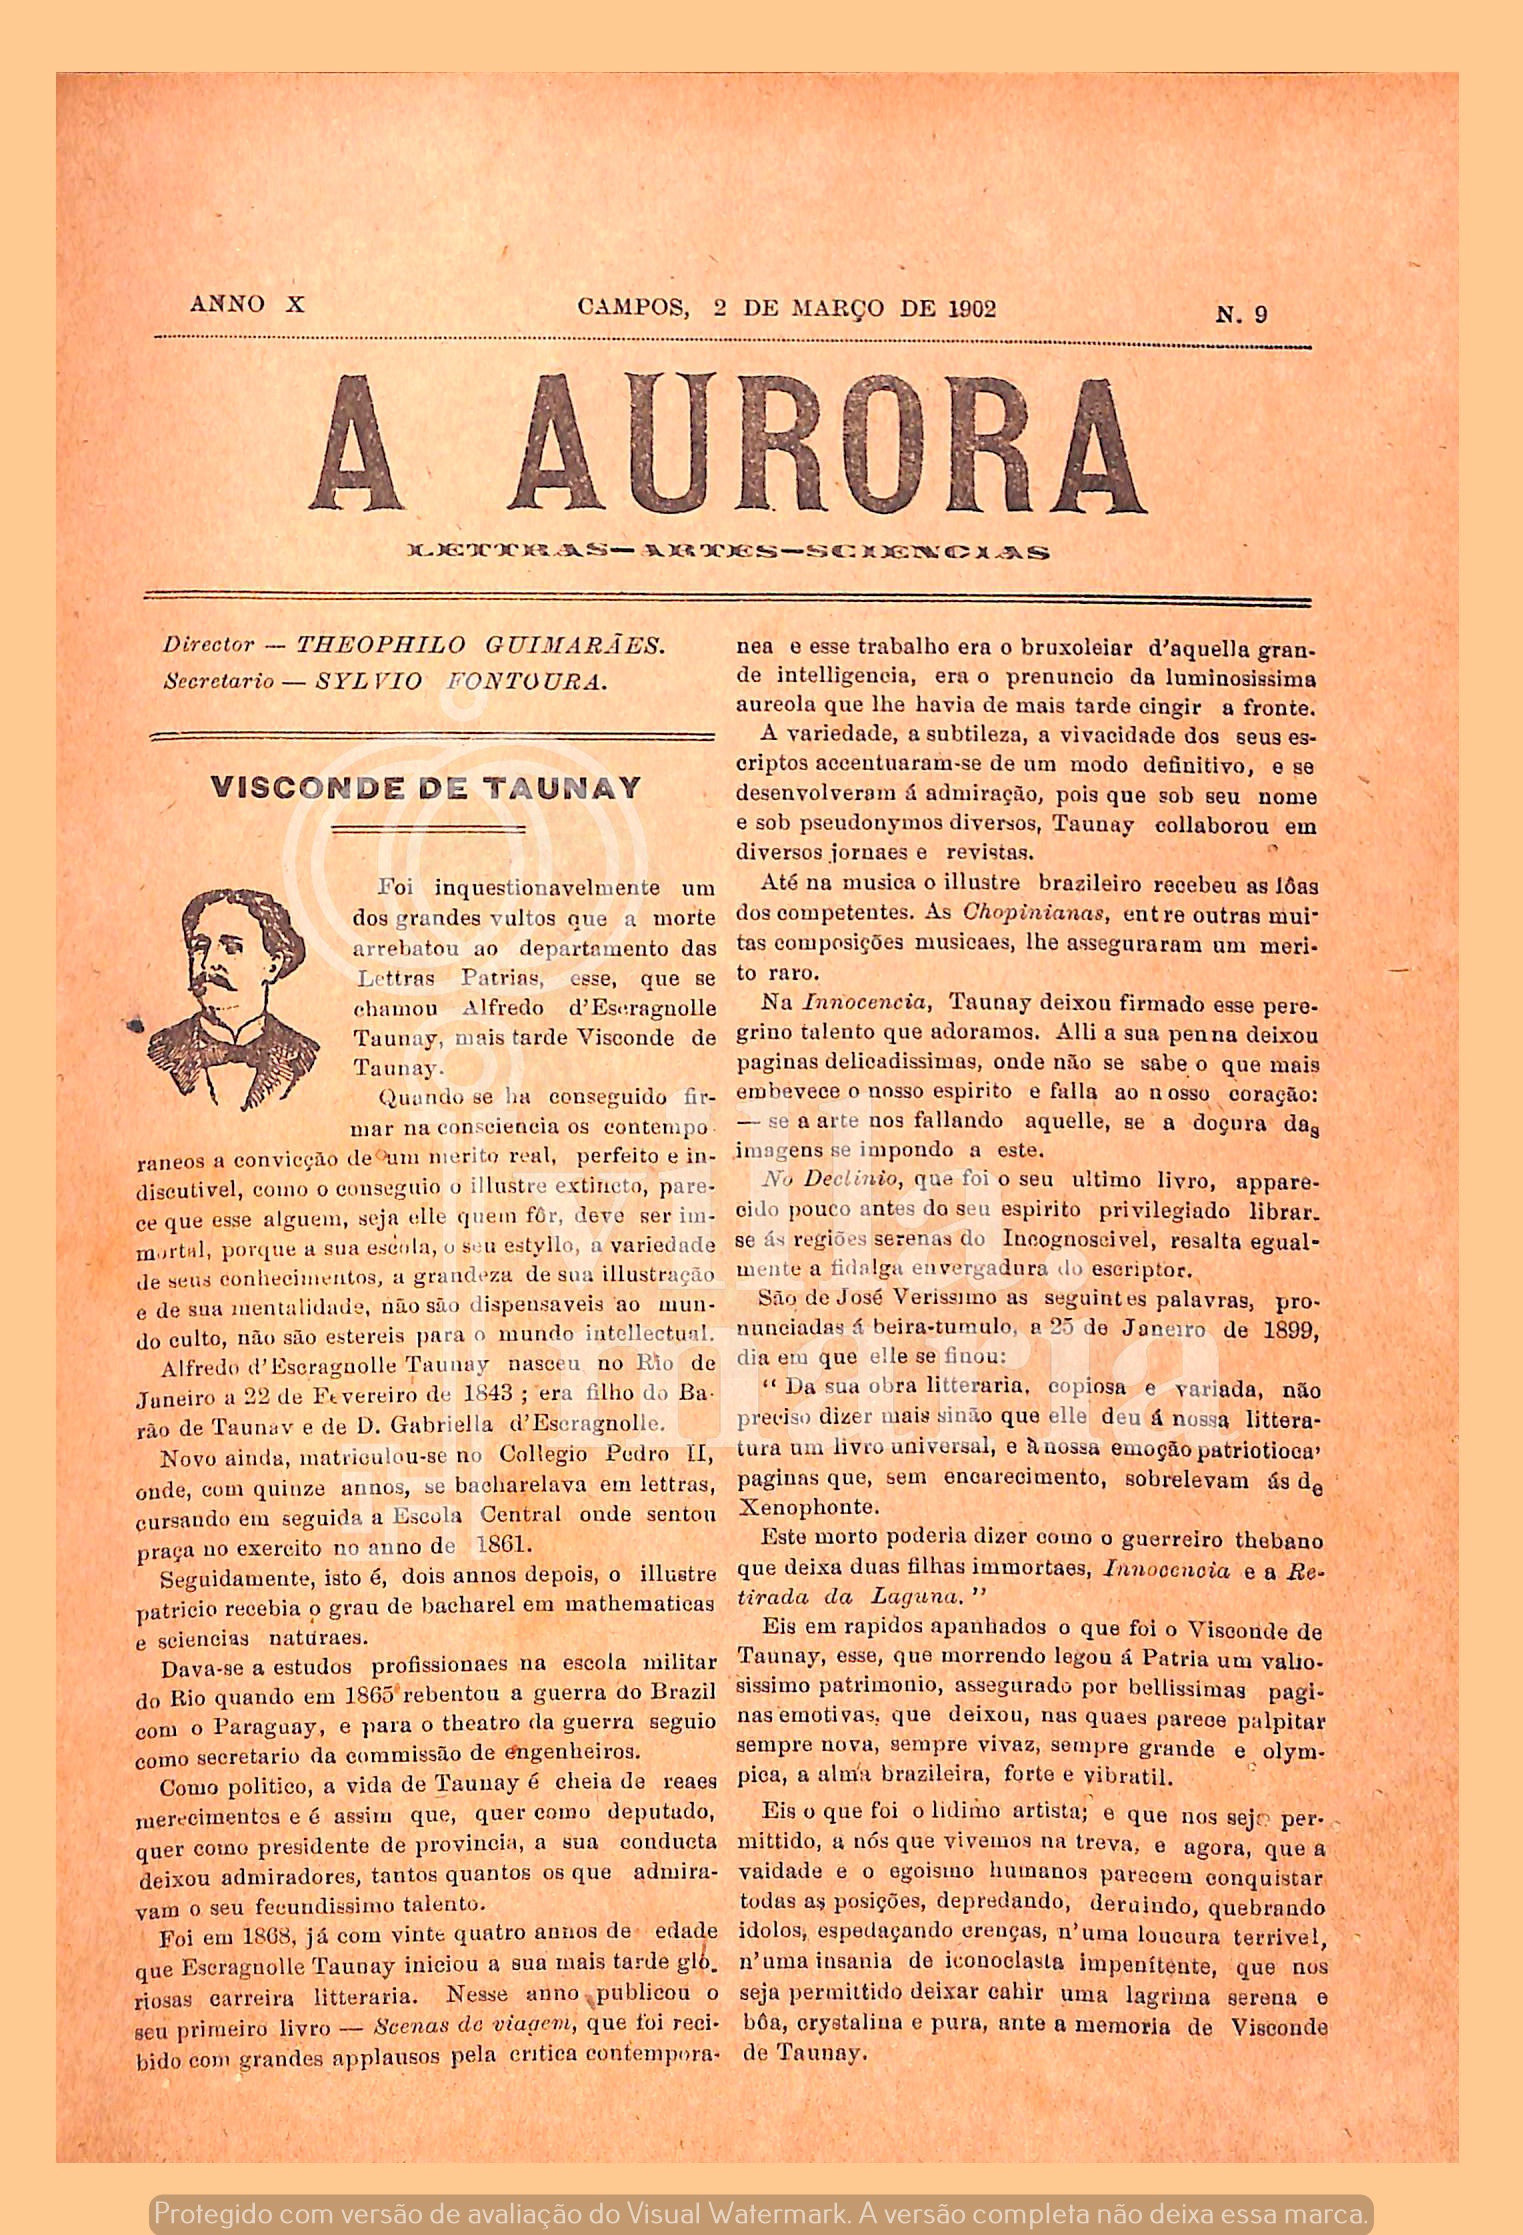 ANNO X
CAMPOS, 2 DE MARÇO DE 1902
N. 9
A AURORA
LETTRAS—ARTES—SCIENCIAS
Director — THEOPHILO GUIMARÃES.
Secretario — SYLVIO FONTOURA.
VISCONDE DE TAUNAY
Foi inquestionavelmente um
dos grandes vultos que a morte
arrebatou ao departamento das
Lettras Patrias, esse, que se
chamou Alfredo d'Escragnolle
Taunay, mais tarde Visconde de
Taunay.
Quando se ha conseguido fir-
mar na consciencia os contempo-
raneos a convicção de um merito real, perfeito e in-
discutivel, como o conseguio o illustre extincto, pare-
ce que esse alguem, seja elle quem fôr, deve ser im-
mortal, porque a sua escóla, o seu estyllo, a variedade
de seus conhecimentos, a grandeza de sua illustração
e de sua mentalidade, não são dispensaveis ao mun-
do culto, não são estereis para o mundo intellectual.
Alfredo d'Escragnolle Taunay nasceu no Rio de
Janeiro a 22 de Fevereiro de 1843 ; era filho do Ba-
rão de Taunay e de D. Gabriella d'Escragnolle.
Novo ainda, matriculou-se no Collegio Pedro II,
onde, com quinze annos, se bacharelava em lettras,
cursando em seguida a Escola Central onde sentou
praça no exercito no anno de 1861.
Seguidamente, isto é, dois annos depois, o illustre
patricio recebia o grau de bacharel em mathematicas
e sciencias naturaes.
Dava-se a estudos profissionaes na escola militar
do Rio quando em 1865 rebentou a guerra do Brazil
com o Paraguay, e para o theatro da guerra seguio
como secretario da commissão de engenheiros.
Como politico, a vida de Taunay é cheia de reaes
merecimentos e é assim que, quer como deputado,
quer como presidente de provincia, a sua conducta
deixou admiradores, tantos quantos os que admira-
vam o seu fecundissimo talento.
Foi em 1868, já com vinte quatro annos de edade
que Escragnolle Taunay iniciou a sua mais tarde glo-
riosas carreira litteraria. Nesse anno publicou o
seu primeiro livro — Scenas de viagem, que foi rece-
bido com grandes applausos pela critica contempora-
nea e esse trabalho era o bruxoleiar d'aquella gran-
de intelligencia, era o prenuncio da luminosissima
aureola que lhe havia de mais tarde cingir a fronte.
A variedade, a subtileza, a vivacidade dos seus es-
criptos accentuaram-se de um modo definitivo, e se
desenvolveram á admiração, pois que sob seu nome
e sob pseudonymos diversos, Taunay collaborou em
diversos jornaes e revistas.
Até na musica o illustre brazileiro recebeu as lôas
dos competentes. As Chopinianas, entre outras mui-
tas composições musicaes, lhe asseguraram um meri-
to raro.
Na Innocencia, Taunay deixou firmado esse pere-
grino talento que adoramos. Alli a sua penna deixou
paginas delicadissimas, onde não se sabe o que mais
embevece o nosso espirito e falla ao nosso coração:
— se a arte nos fallando aquelle, se a doçura das
imagens se impondo a este.
No Declinio, que foi o seu ultimo livro, appare-
cido pouco antes do seu espirito privilegiado librar-
se ás regiões serenas do Incognoscivel, resalta egual-
mente a fidalga envergadura do escriptor.
São de José Verissimo as seguintes palavras, pro-
nunciadas á beira-tumulo, a 25 de Janeiro de 1899,
dia em que elle se finou:
“ Da sua obra litteraria, copiosa e variada, não
preciso dizer mais sinão que elle deu á nossa littera-
tura um livro universal, e à nossa emoção patriotioca'
paginas que, sem encarecimento, sobrelevam ás de
Xenophonte.
Este morto poderia dizer como o guerreiro thebano
que deixa duas filhas immortaes, Innocencia e a Re-
tirada da Laguna. ”
Eis em rapidos apanhados o que foi o Visconde de
Taunay, esse, que morrendo legou á Patria um valio-
sissimo patrimonio, assegurado por bellissimas pagi-
nas emotivas, que deixou, nas quaes parece palpitar
sempre nova, sempre vivaz, sempre grande e olym-
pica, a alma brazileira, forte e vibratil.
Eis o que foi o lidimo artista; e que nos seja per-
mittido, a nós que vivemos na treva, e agora, que a
vaidade e o egoismo humanos parecem conquistar
todas as posições, depredando, deruindo, quebrando
idolos, espedaçando crenças, n'uma loucura terrivel,
n'uma insania de iconoclasta impenitente, que nos
seja permittido deixar cahir uma lagrima serena e
bôa, crystalina e pura, ante a memoria de Visconde
de Taunay.
Protegido com versão de avaliação do Visual Watermark. A versão completa não deixa essa marca.